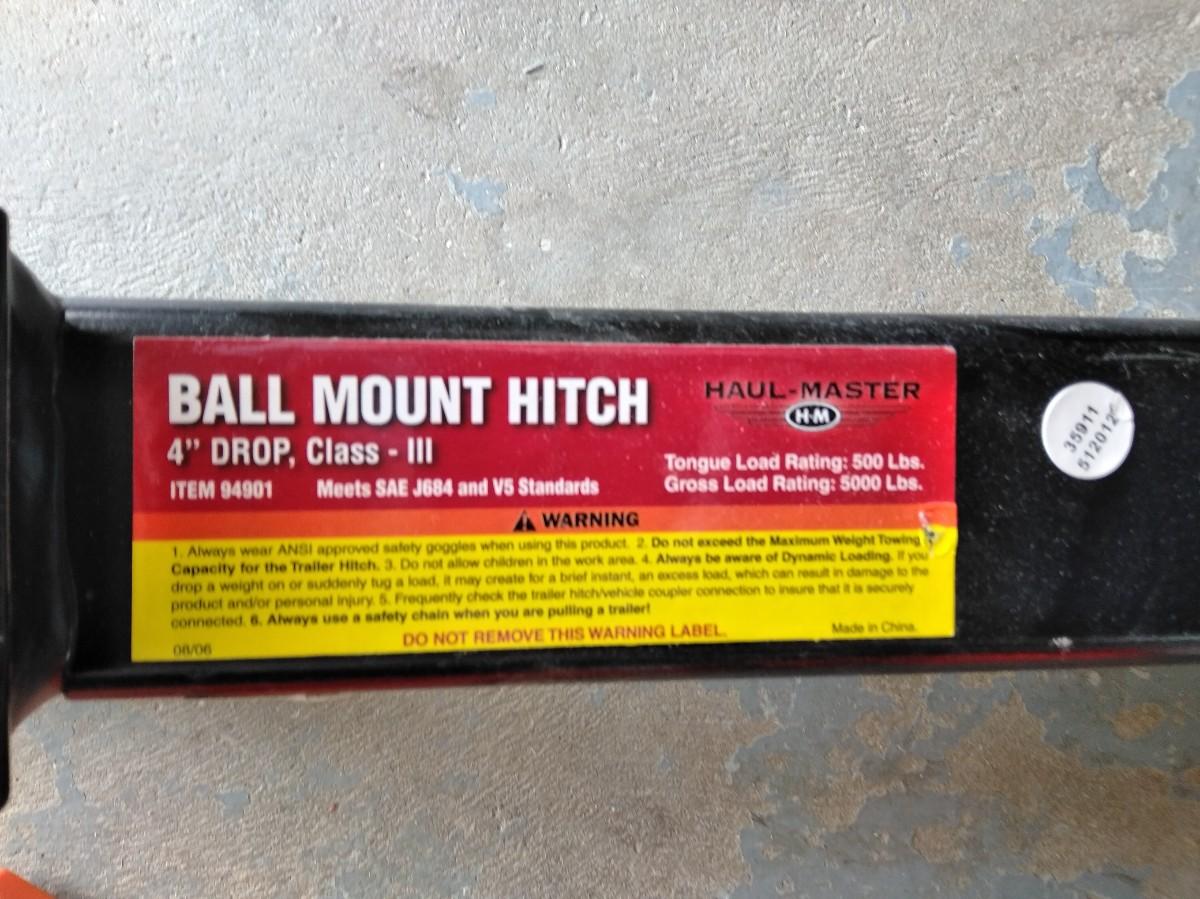 BALL MOUNT HITCH
4” DROP, Class - III
ITEM 94901 Meets SAE J684 and V5 Standards
HAUL-MASTER
H·M
Tongue Load Rating: 500 Lbs.
Gross Load Rating: 5000 Lbs.
WARNING
1. Always wear ANSI approved safety goggles when using this product. 2. Do not exceed the Maximum Weight Towing
Capacity for the Trailer Hitch. 3. Do not allow children in the work area. 4. Always be aware of Dynamic Loading. If you
drop a weight on or suddenly tug a load, it may create for a brief instant, an excess load, which can result in damage to the
product and/or personal injury. 5. Frequently check the trailer hitch/vehicle coupler connection to insure that it is securely
connected. 6. Always use a safety chain when you are pulling a trailer!
DO NOT REMOVE THIS WARNING LABEL.
Made in China.
08/06
35911